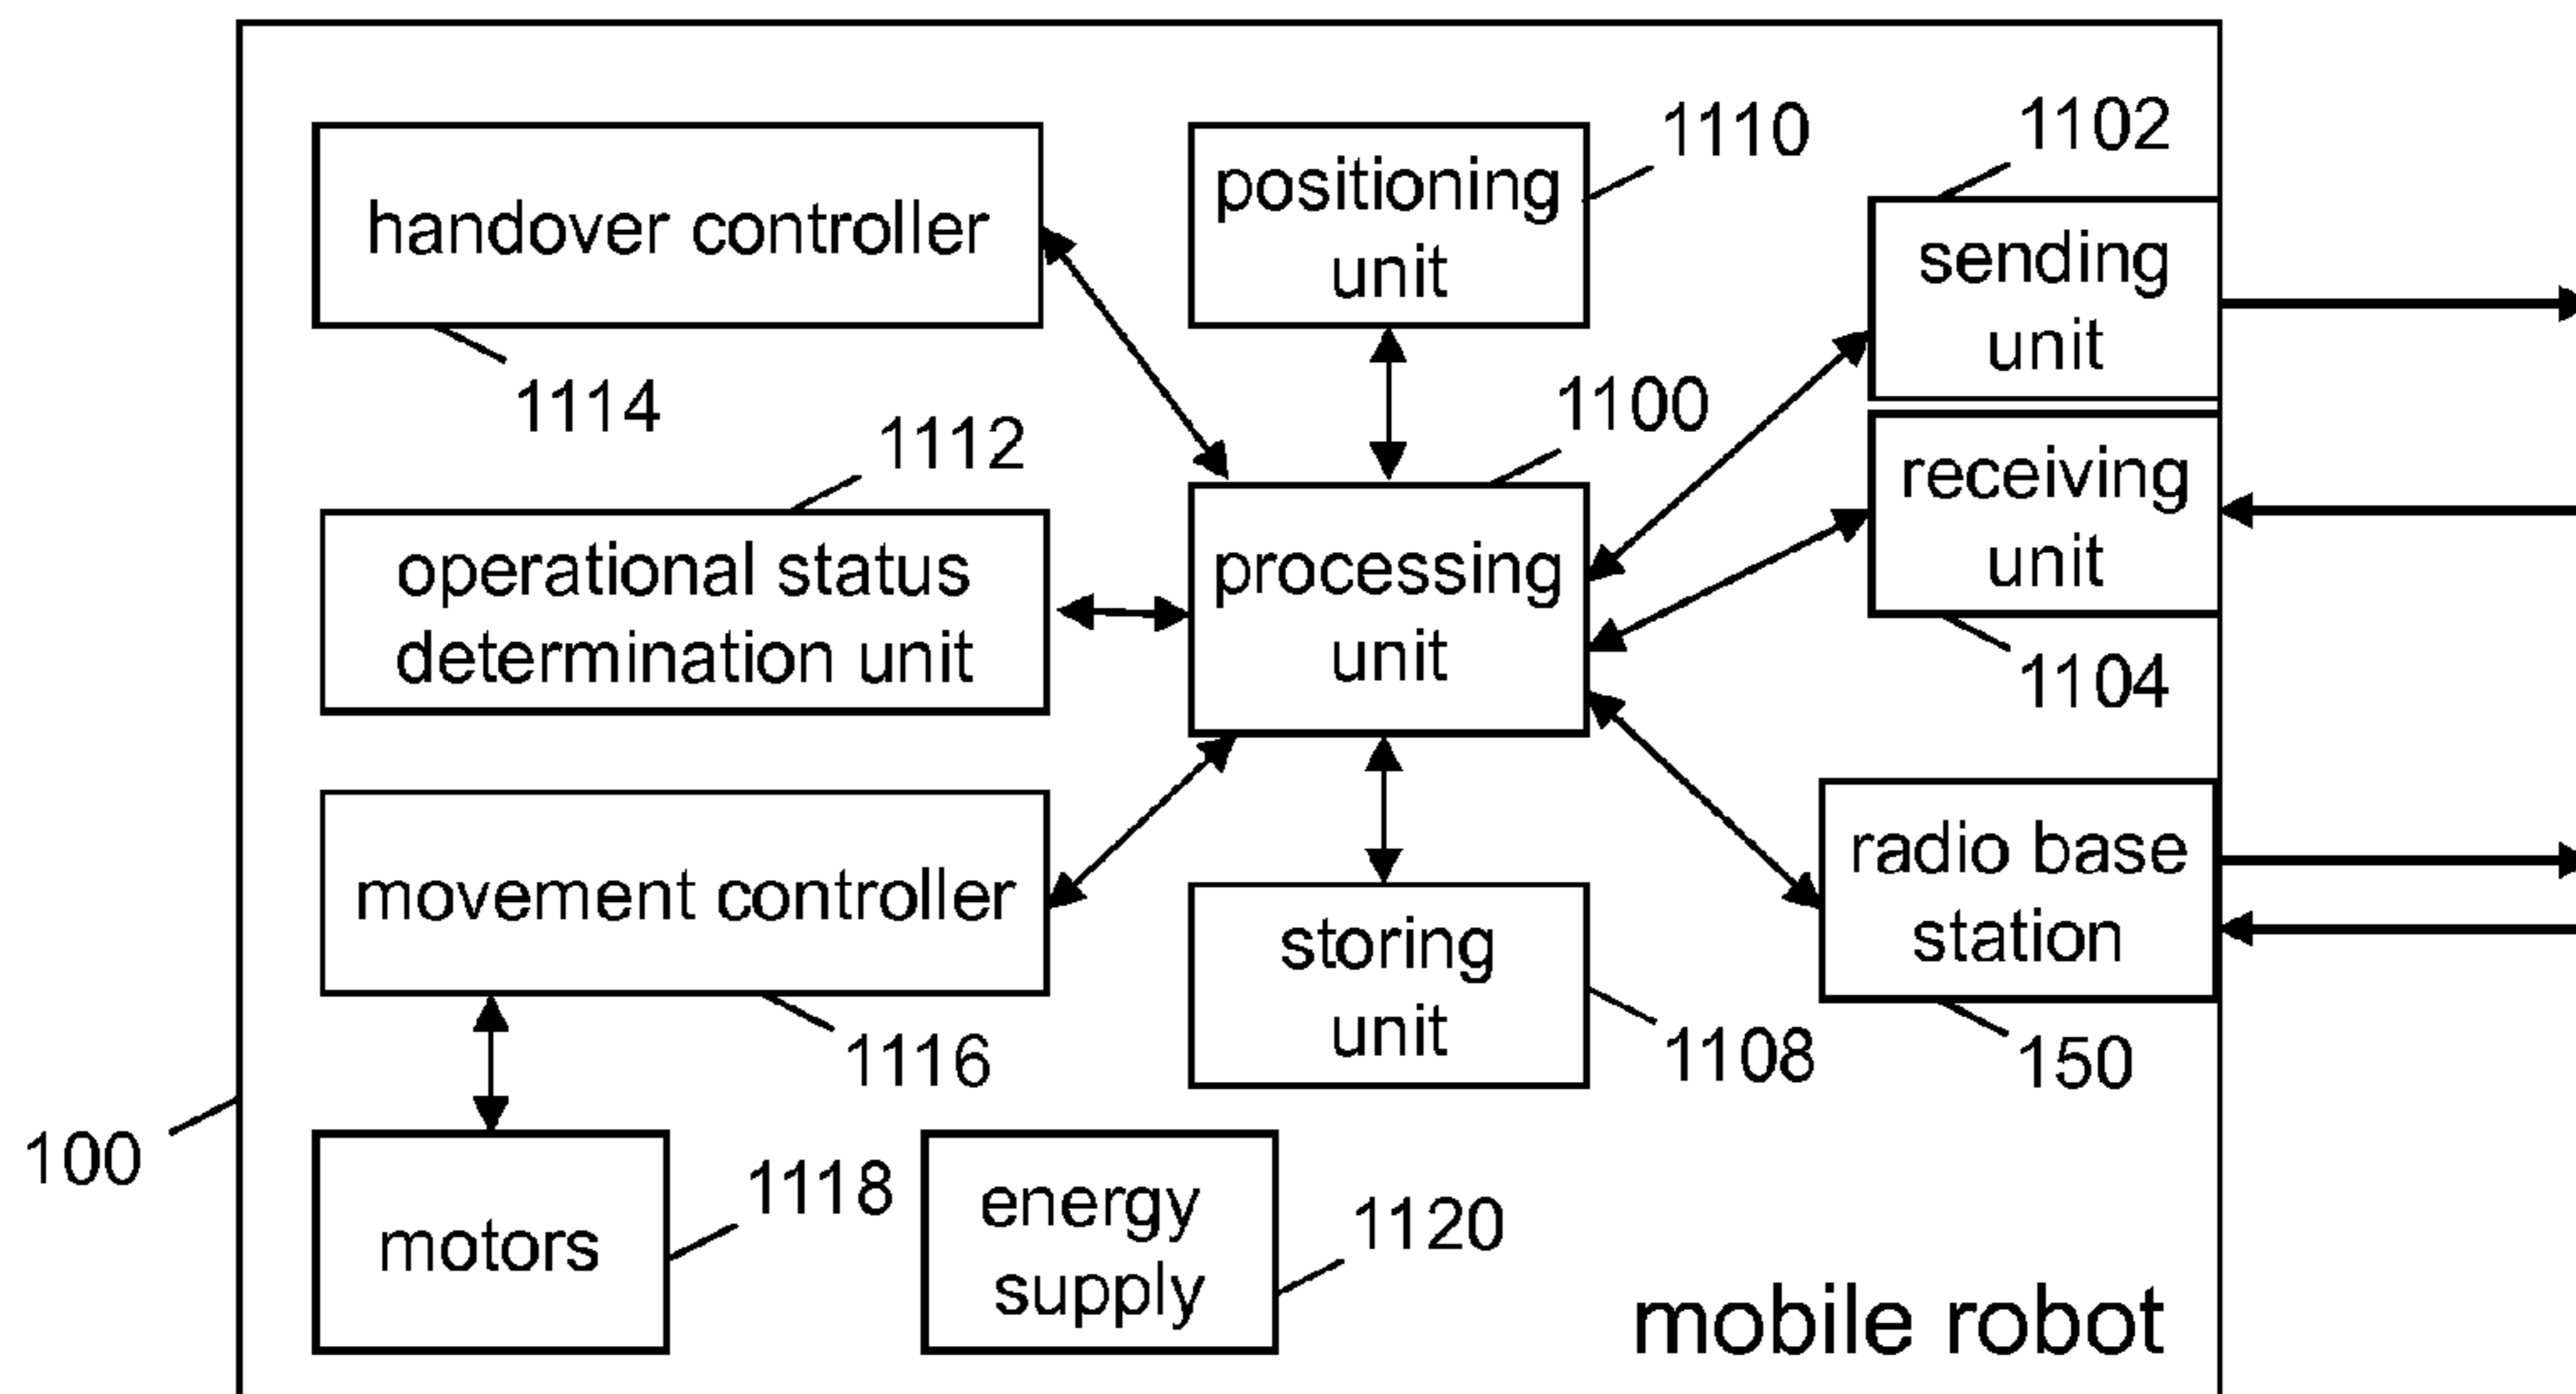 1110
1102
handover controller
positioning
unit
sending
unit
1114
1112
1100
receiving
unit
operational status
determination unit
processing
unit
1104
movement controller
radio base
station
storing
unit
1116
1108
150
100
motors
1118
energy
supply
1120
mobile robot